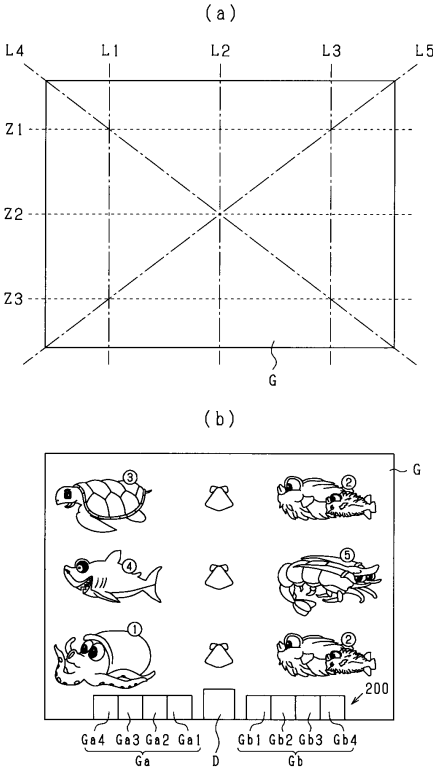 (a)
L4 L1 L2 L3 L5
Z1
Z2
Z3
G
(b)
③ ②
G
④ ⑤
① ②
200
Ga4 Ga3 Ga2 Ga1 Gb1 Gb2 Gb3 Gb4
Ga D Gb